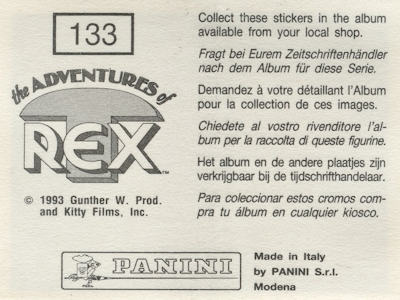 133
the ADVENTURES of
T REX™
© 1993 Gunther W. Prod.
and Kitty Films, Inc.
Collect these stickers in the album
available from your local shop.
Fragt bei Eurem Zeitschriftenhändler
nach dem Album für diese Serie.
Demandez à votre détaillant l'Album
pour la collection de ces images.
Chiedete al vostro rivenditore l'al-
bum per la raccolta di queste figurine.
Het album en de andere plaatjes zijn
verkrijgbaar bij de tijdschrifthandelaar.
Para coleccionar estos cromos com-
pra tu álbum en cualquier kiosco.
PANINI
Made in Italy
by PANINI S.r.l.
Modena